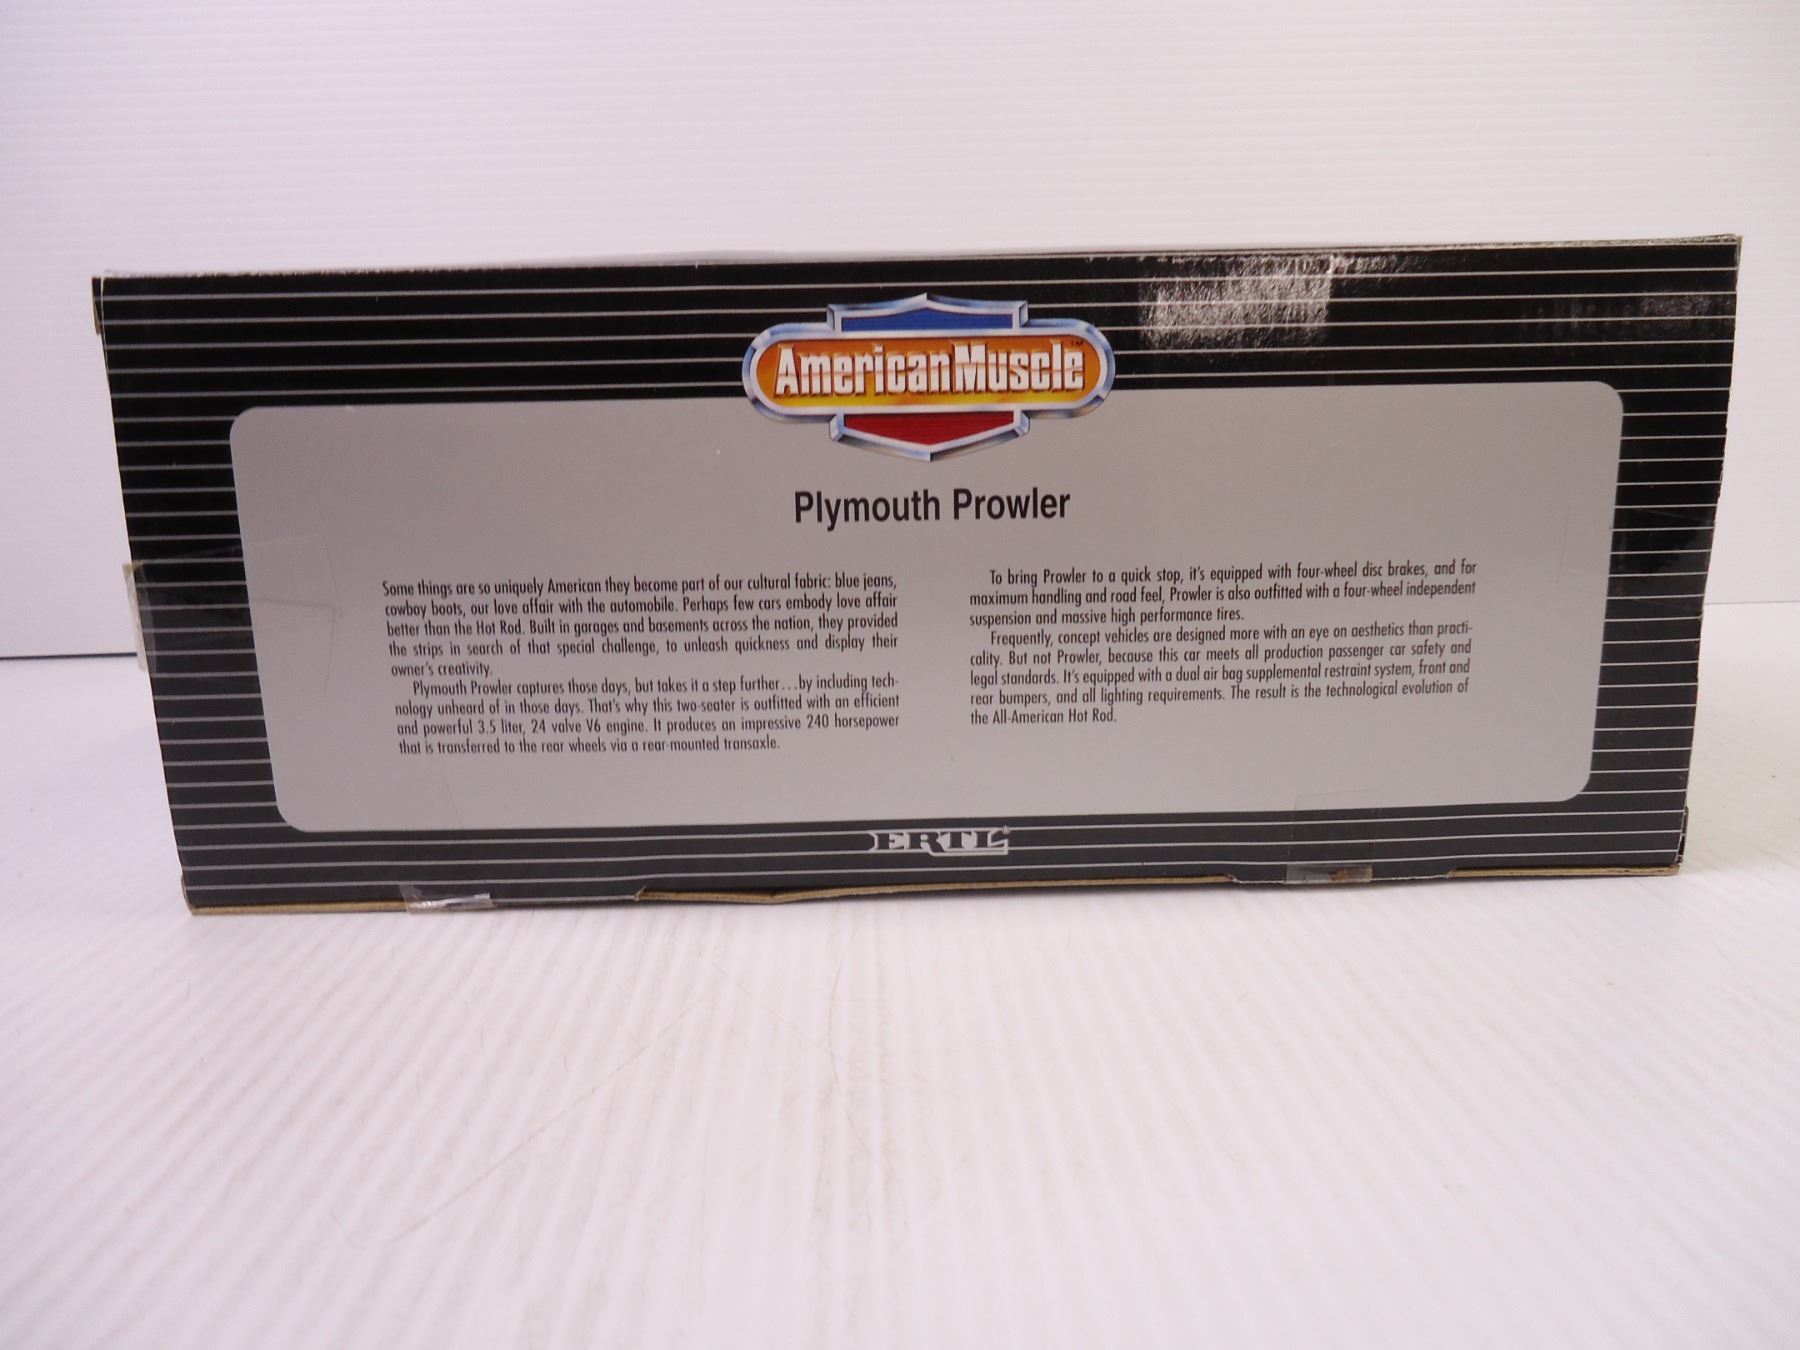 AmericanMuscle™
Plymouth Prowler
Some things are so uniquely American they become part of our cultural fabric: blue jeans,
cowboy boots, our love affair with the automobile. Perhaps few cars embody love affair
better than the Hot Rod. Built in garages and basements across the nation, they provided
the strips in search of that special challenge, to unleash quickness and display their
owner's creativity.
Plymouth Prowler captures those days, but takes it a step further...by including tech-
nology unheard of in those days. That's why this two-seater is outfitted with an efficient
and powerful 3.5 liter, 24 valve V6 engine. It produces an impressive 240 horsepower
that is transferred to the rear wheels via a rear-mounted transaxle.
To bring Prowler to a quick stop, it's equipped with four-wheel disc brakes, and for
maximum handling and road feel, Prowler is also outfitted with a four-wheel independent
suspension and massive high performance tires.
Frequently, concept vehicles are designed more with an eye on aesthetics than practi-
cality. But not Prowler, because this car meets all production passenger car safety and
legal standards. It's equipped with a dual air bag supplemental restraint system, front and
rear bumpers, and all lighting requirements. The result is the technological evolution of
the All-American Hot Rod.
ERTL®